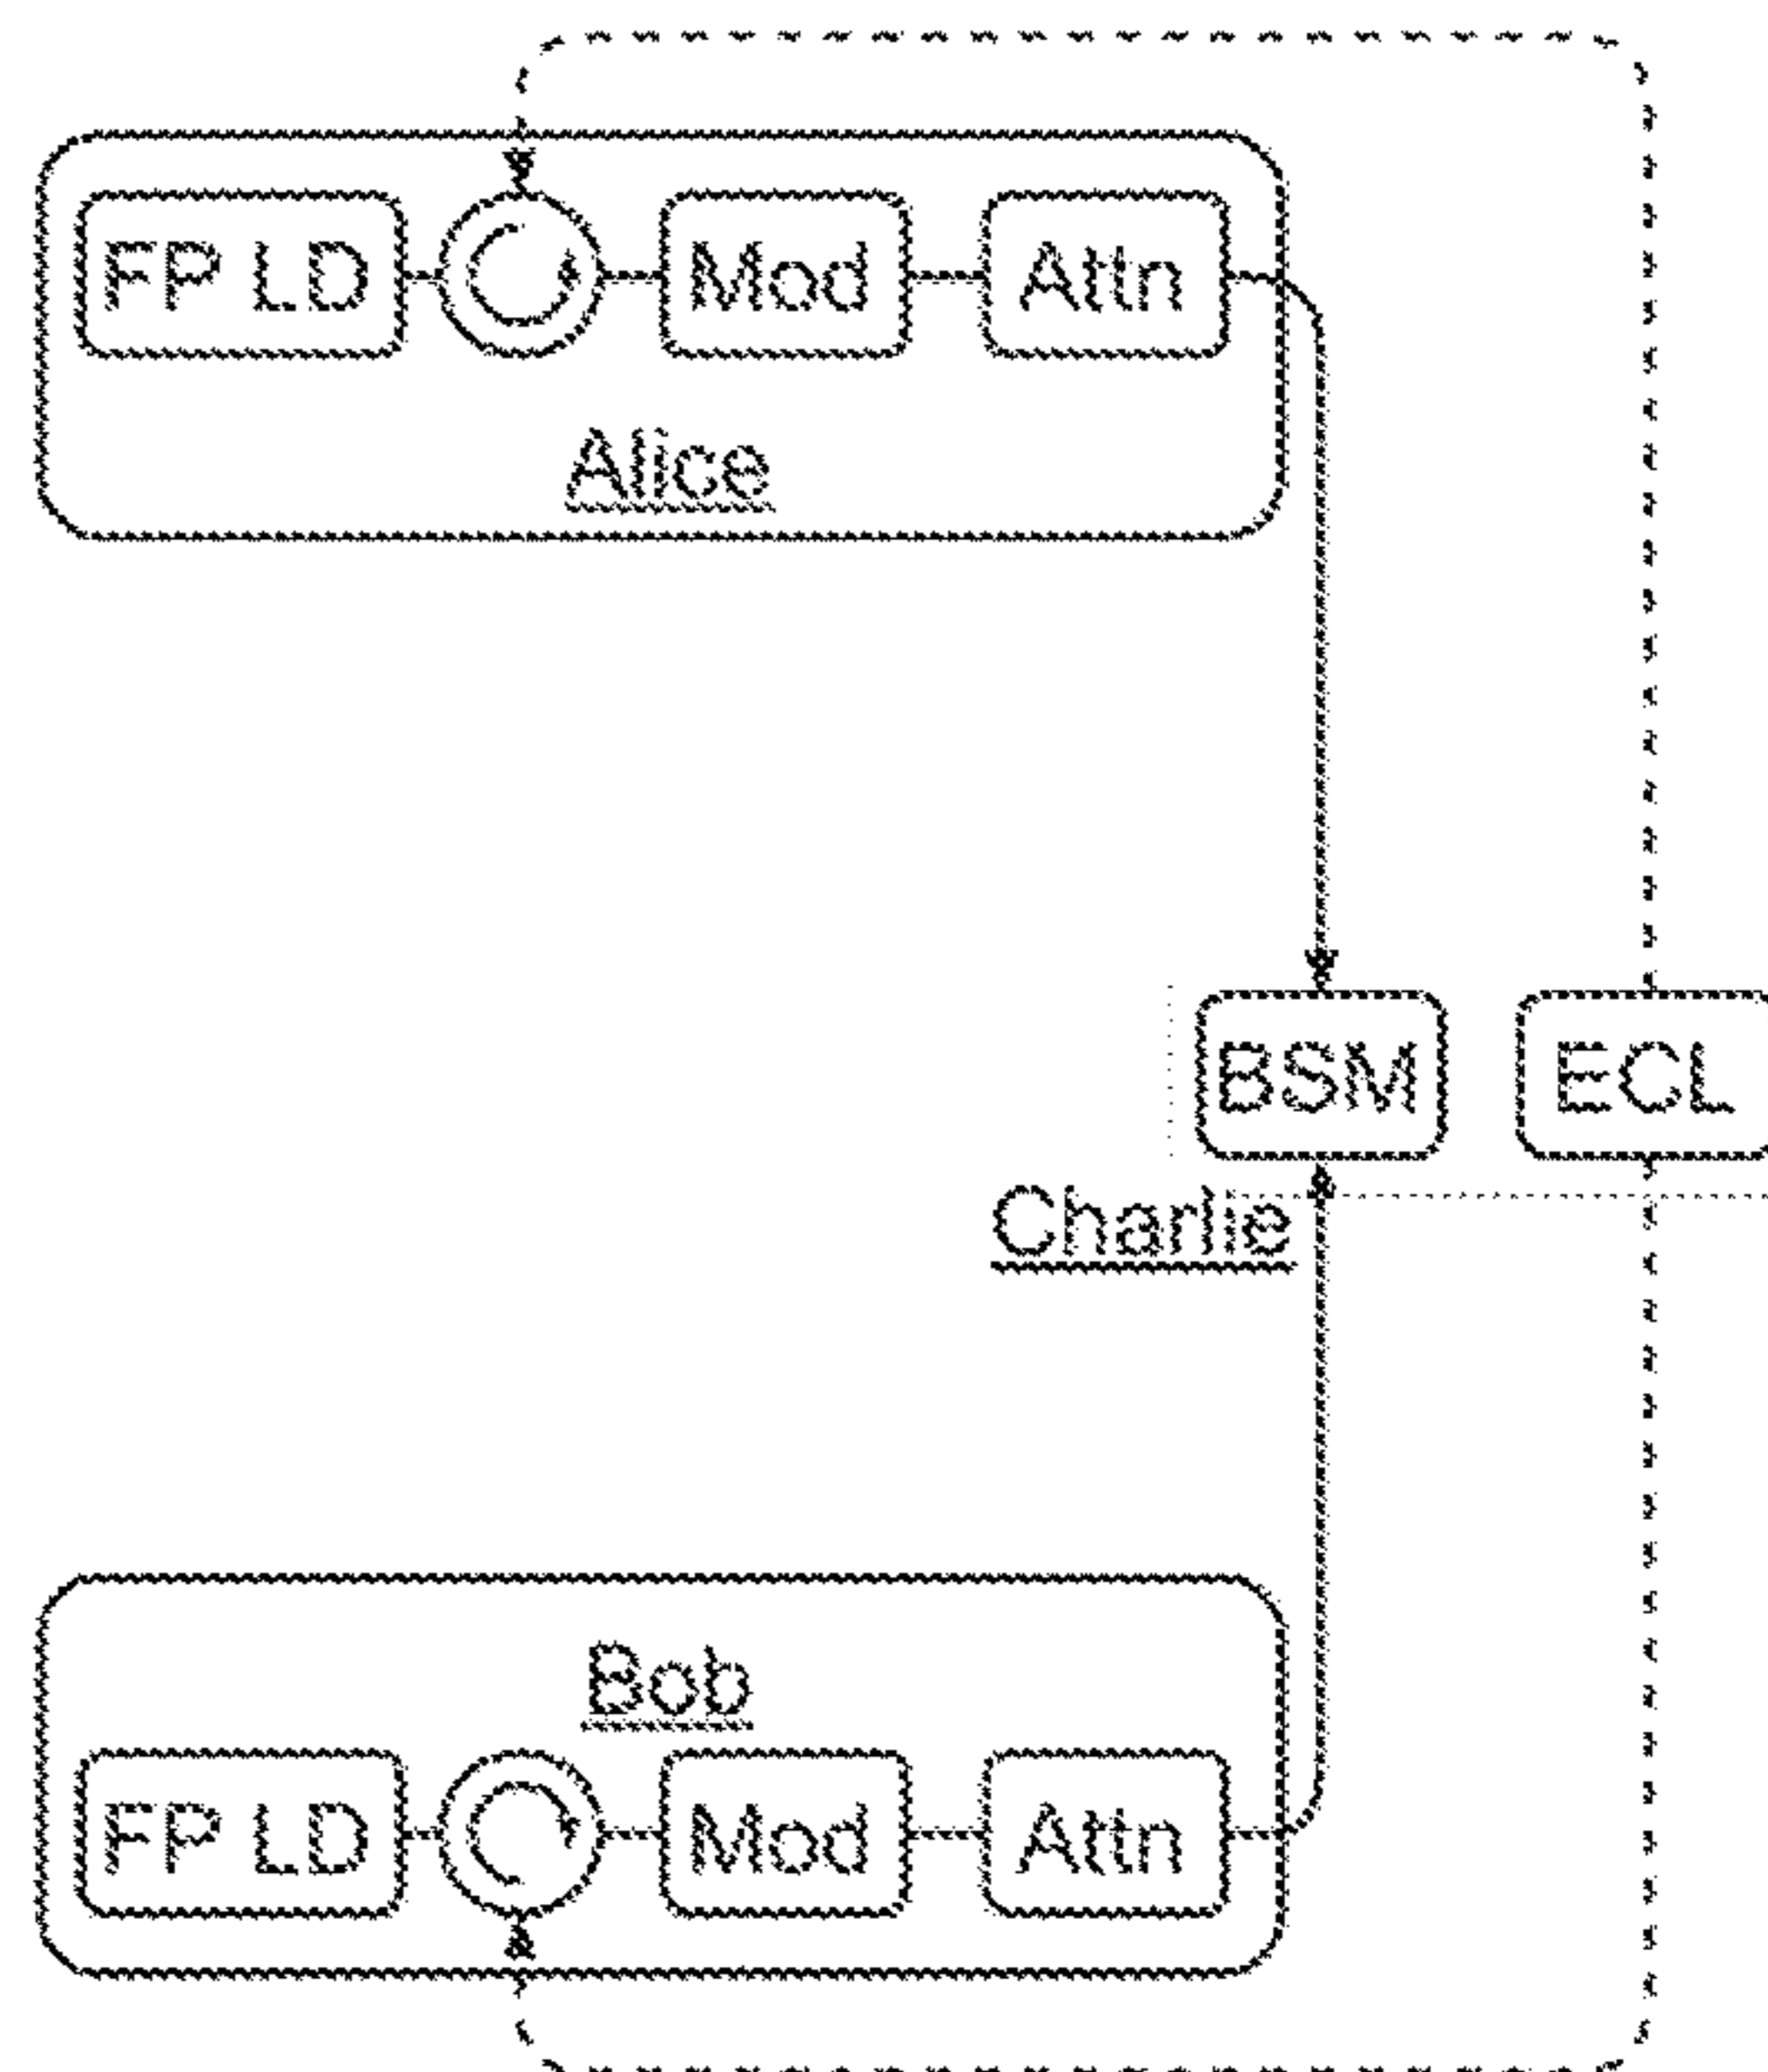 FP LD Mod Attn
Alice
BSM ECL
Charlie
Bob
FP LD Mod Attn